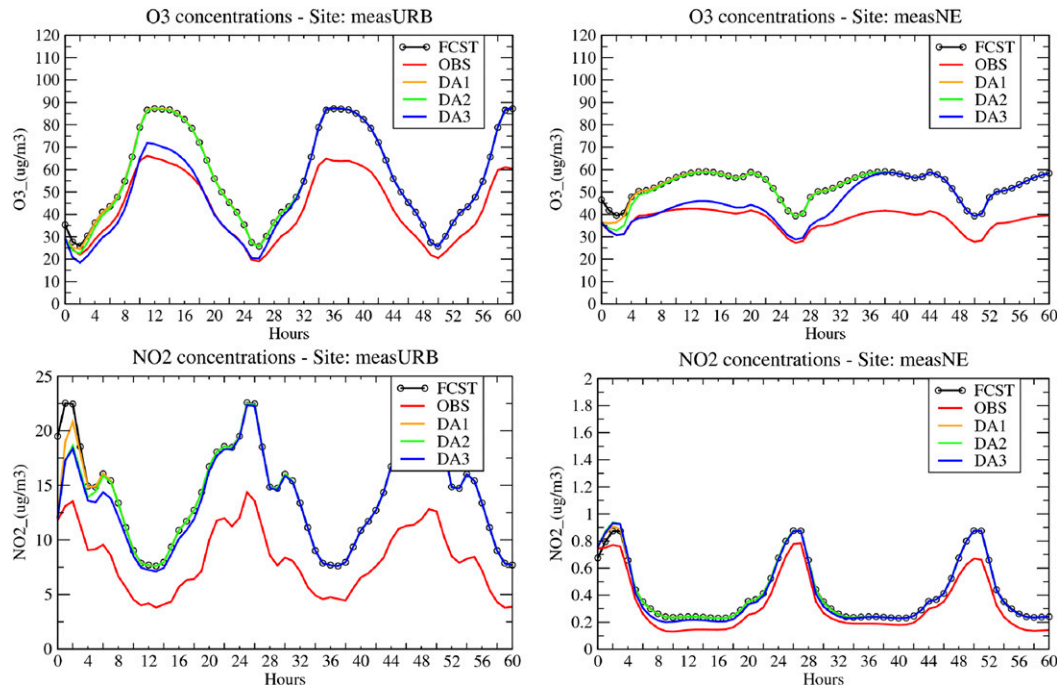 O3 concentrations - Site: measURB
120
110
100
90
80
70
60
50
40
30
20
10
0
O3_(ug/m3)
0 4 8 12 16 20 24 28 32 36 40 44 48 52 56 60
Hours
FCST
OBS
DA1
DA2
DA3
O3 concentrations - Site: measNE
120
110
100
90
80
70
60
50
40
30
20
10
0
O3_(ug/m3)
0 4 8 12 16 20 24 28 32 36 40 44 48 52 56 60
Hours
FCST
OBS
DA1
DA2
DA3
NO2 concentrations - Site: measURB
25
20
15
10
5
0
NO2_(ug/m3)
0 4 8 12 16 20 24 28 32 36 40 44 48 52 56 60
Hours
FCST
OBS
DA1
DA2
DA3
NO2 concentrations - Site: measNE
2
1.8
1.6
1.4
1.2
1
0.8
0.6
0.4
0.2
0
NO2_(ug/m3)
0 4 8 12 16 20 24 28 32 36 40 44 48 52 56 60
Hours
FCST
OBS
DA1
DA2
DA3